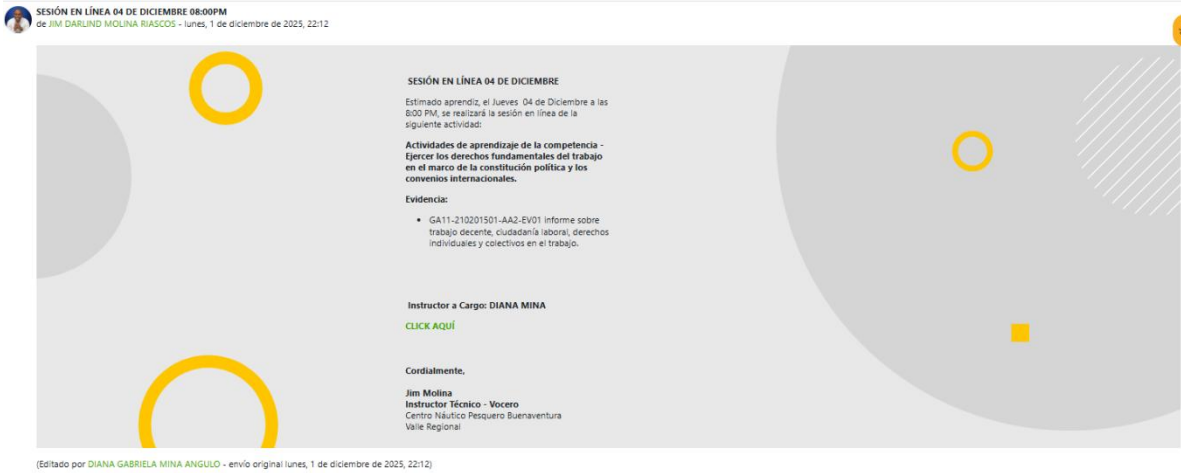 SESIÓN EN LÍNEA 04 DE DICIEMBRE 08:00PM
de JIM DARLIND MOLINA RIASCOS - lunes, 1 de diciembre de 2025, 22:12
SESIÓN EN LÍNEA 04 DE DICIEMBRE
Estimado aprendiz, el Jueves 04 de Diciembre a las
8:00 PM, se realizará la sesión en línea de la
siguiente actividad:
Actividades de aprendizaje de la competencia -
Ejercer los derechos fundamentales del trabajo
en el marco de la constitución política y los
convenios internacionales.
Evidencia:
• GA11-210201501-AA2-EV01 informe sobre
trabajo decente, ciudadanía laboral, derechos
individuales y colectivos en el trabajo.
Instructor a Cargo: DIANA MINA
CLICK AQUÍ
Cordialmente,
Jim Molina
Instructor Técnico - Vocero
Centro Náutico Pesquero Buenaventura
Valle Regional
(Editado por DIANA GABRIELA MINA ANGULO - envío original lunes, 1 de diciembre de 2025, 22:12)